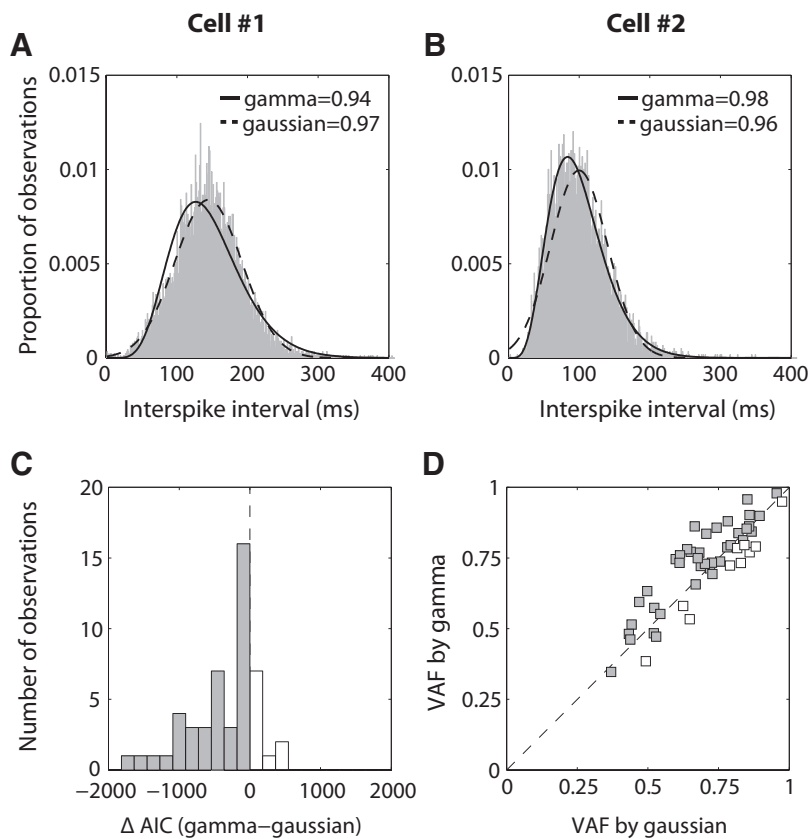 Cell #1
Cell #2
A
B
0.015
0.01
0.005
0
Proportion of observations
gamma=0.94
gaussian=0.97
0 100 200 300 400
Interspike interval (ms)
0.015
0.01
0.005
0
gamma=0.98
gaussian=0.96
0 100 200 300 400
Interspike interval (ms)
C
D
20
15
10
5
0
Number of observations
−2000 −1000 0 1000 2000
Δ AIC (gamma−gaussian)
1
0.75
0.5
0.25
0
VAF by gamma
0 0.25 0.5 0.75 1
VAF by gaussian